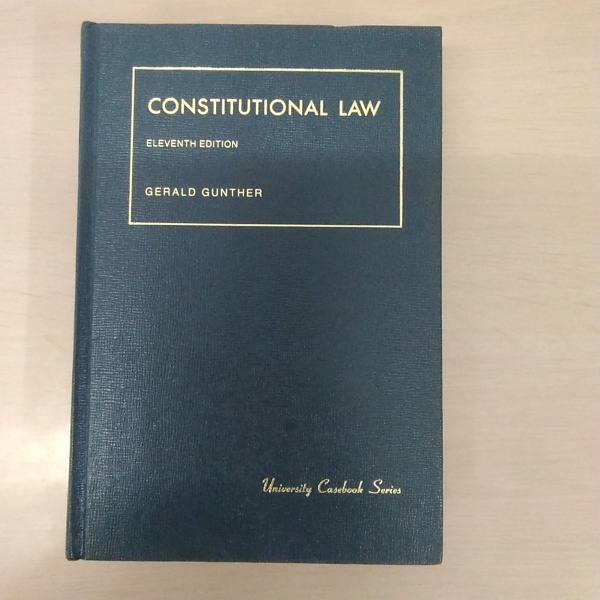 CONSTITUTIONAL LAW
ELEVENTH EDITION
GERALD GUNTHER
University Casebook Series